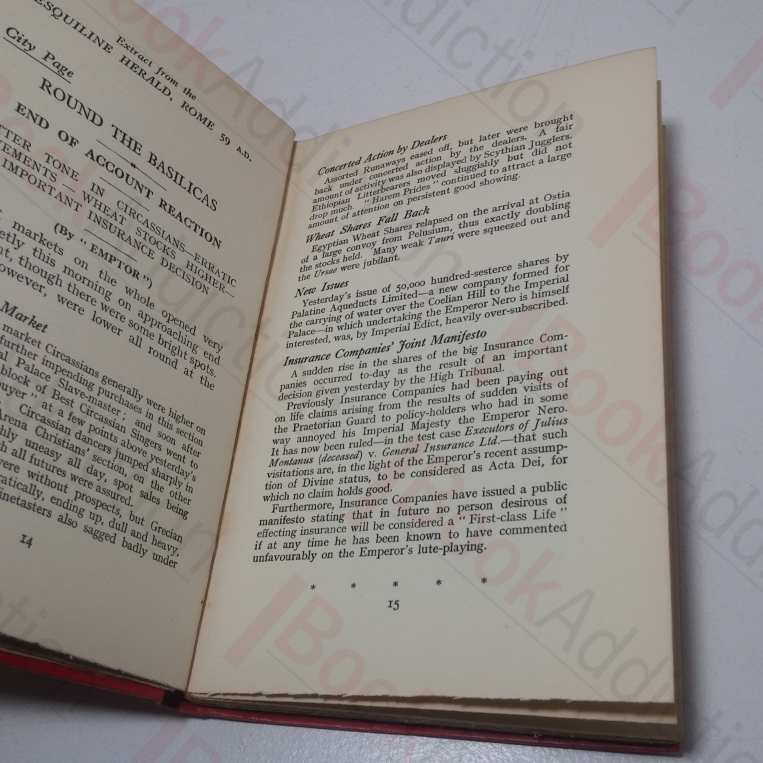 Extract from the
ESQUILINE HERALD, ROME 59 A.D.
City Page
ROUND THE BASILICAS
END OF ACCOUNT REACTION
TONE IN CIRCASSIANS—ERRATIC
WHEAT STOCKS HIGHER—
IMPORTANT INSURANCE DECISION
(By "EMPTOR")
markets on the whole opened very
this morning on approaching end
though there were some bright spots.
were lower all round at the
Market
market Circassians generally were higher on
further impending purchases in this section
Palace Slave-master; and soon after
block of Best Circassian Singers went to
at a few points above yesterday's
Circassian dancers jumped sharply in
Arena Christians' section, on the other
uneasy all day, spot sales being
all futures were assured.
were without prospects, but Grecian
ending up, dull and heavy,
also sagged badly under
14
Concerted Action by Dealers
Assorted Runaways eased off, but later were brought
back under concerted action by the dealers. A fair
amount of activity was also displayed by Scythian Jugglers.
Ethiopian Litterbearers moved sluggishly but did not
drop much. "Harem Prides" continued to attract a large
amount of attention on persistent good showing.
Wheat Shares Fall Back
Egyptian Wheat Shares relapsed on the arrival at Ostia
of a large convoy from Pelusium, thus exactly doubling
the stocks held. Many weak Tauri were squeezed out and
the Ursae were jubilant.
New Issues
Yesterday's issue of 50,000 hundred-sesterce shares by
Palatine Aqueducts Limited—a new company formed for
the carrying of water over the Coelian Hill to the Imperial
Palace—in which undertaking the Emperor Nero is himself
interested, was, by Imperial Edict, heavily over-subscribed.
Insurance Companies' Joint Manifesto
A sudden rise in the shares of the big Insurance Com-
panies occurred to-day as the result of an important
decision given yesterday by the High Tribunal.
Previously Insurance Companies had been paying out
on life claims arising from the results of sudden visits of
the Praetorian Guard to policy-holders who had in some
way annoyed his Imperial Majesty the Emperor Nero.
It has now been ruled—in the test case Executors of Julius
Montanus (deceased) v. General Insurance Ltd.—that such
visitations are, in the light of the Emperor's recent assump-
tion of Divine status, to be considered as Acta Dei, for
which no claim holds good.
Furthermore, Insurance Companies have issued a public
manifesto stating that in future no person desirous of
effecting insurance will be considered a "First-class Life"
if at any time he has been known to have commented
unfavourably on the Emperor's lute-playing.
* * * * *
15